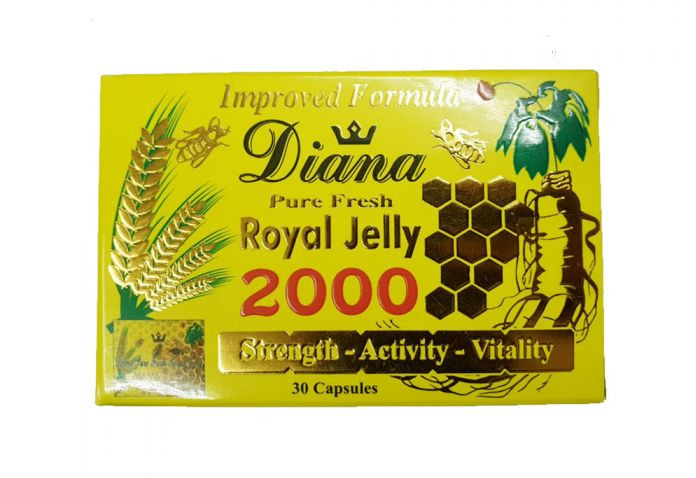 Improved Formula
Diana
Pure Fresh
Royal Jelly
2000
Strength - Activity - Vitality
30 Capsules